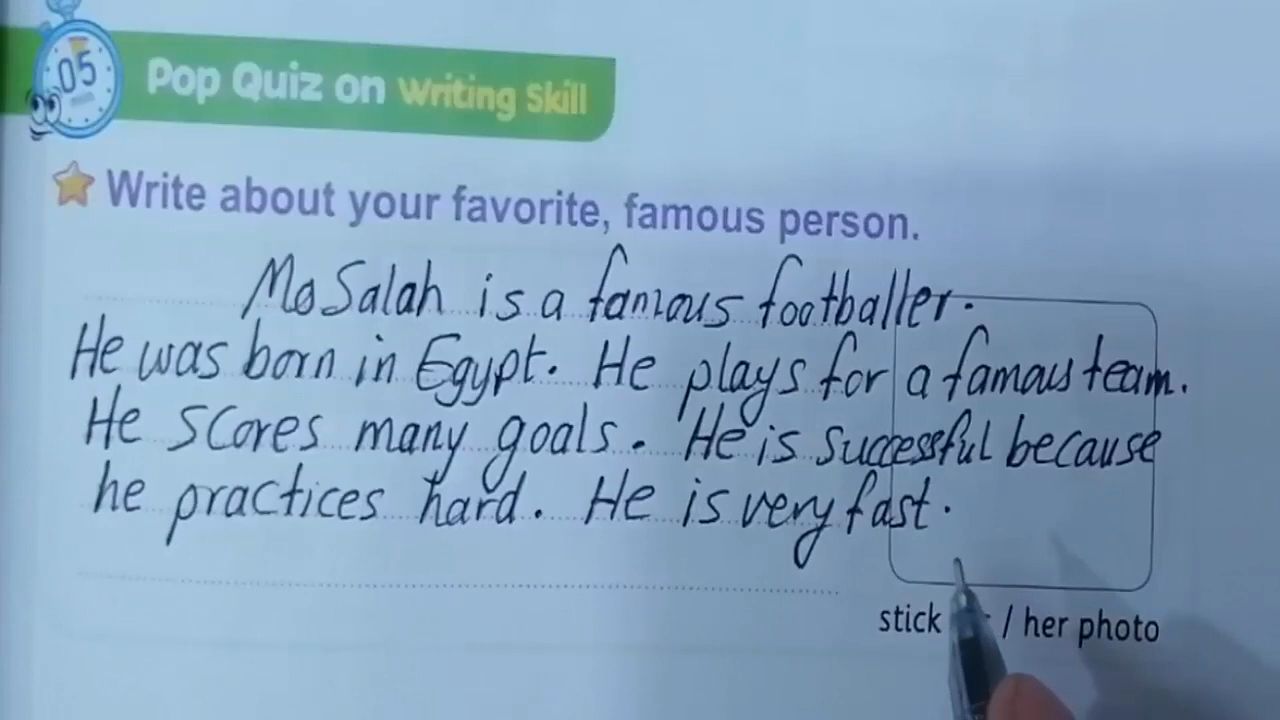 05
Pop Quiz on Writing Skill
Write about your favorite, famous person.
Mo Salah is a famous footballer.
He was born in Egypt. He plays for a famous team.
He scores many goals. He is successful because
he practices hard. He is very fast.
stick / her photo